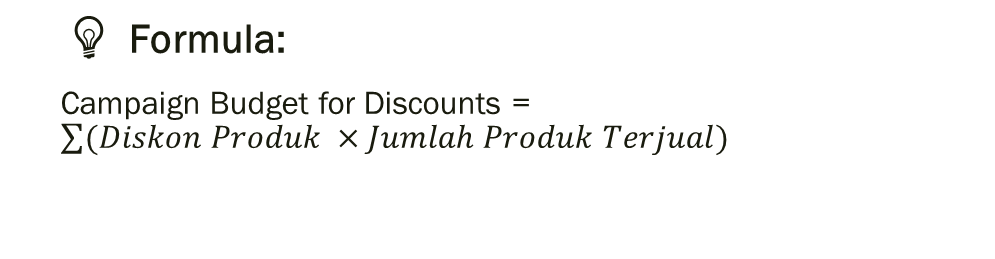 Formula:
Campaign Budget for Discounts =
∑(Diskon Produk × Jumlah Produk Terjual)